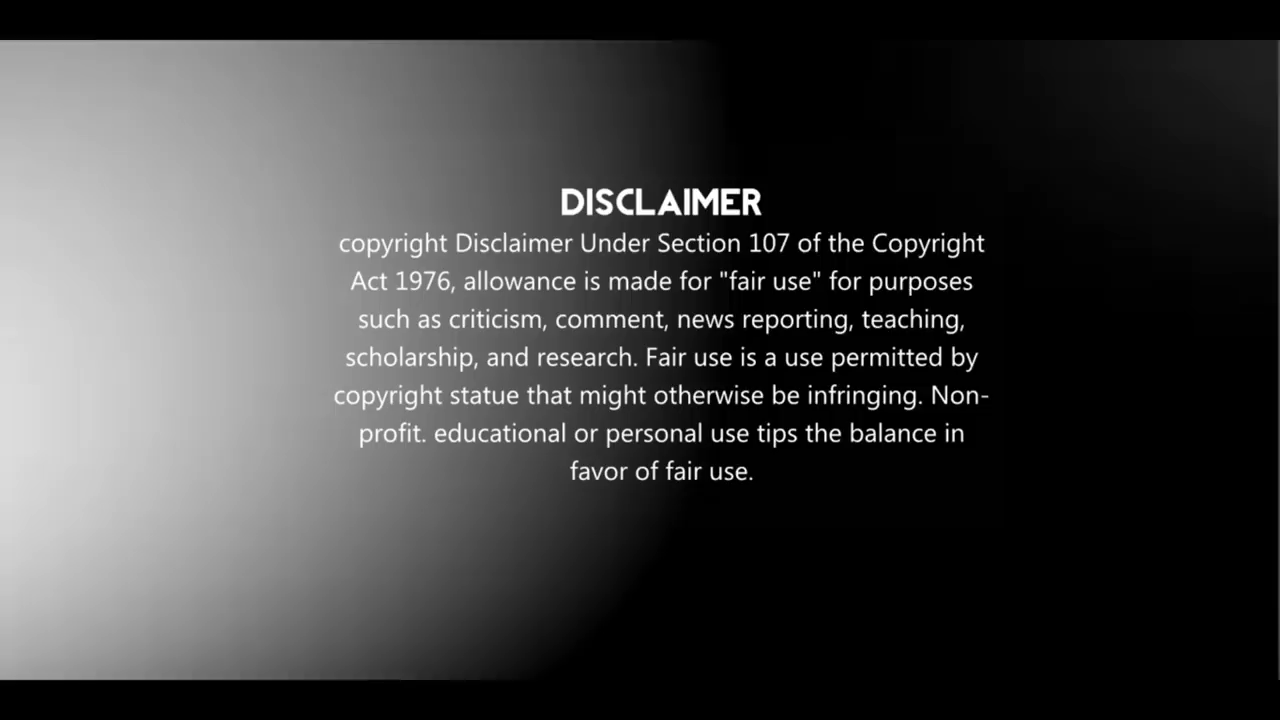 DISCLAIMER
copyright Disclaimer Under Section 107 of the Copyright
Act 1976, allowance is made for "fair use" for purposes
such as criticism, comment, news reporting, teaching,
scholarship, and research. Fair use is a use permitted by
copyright statue that might otherwise be infringing. Non-
profit. educational or personal use tips the balance in
favor of fair use.